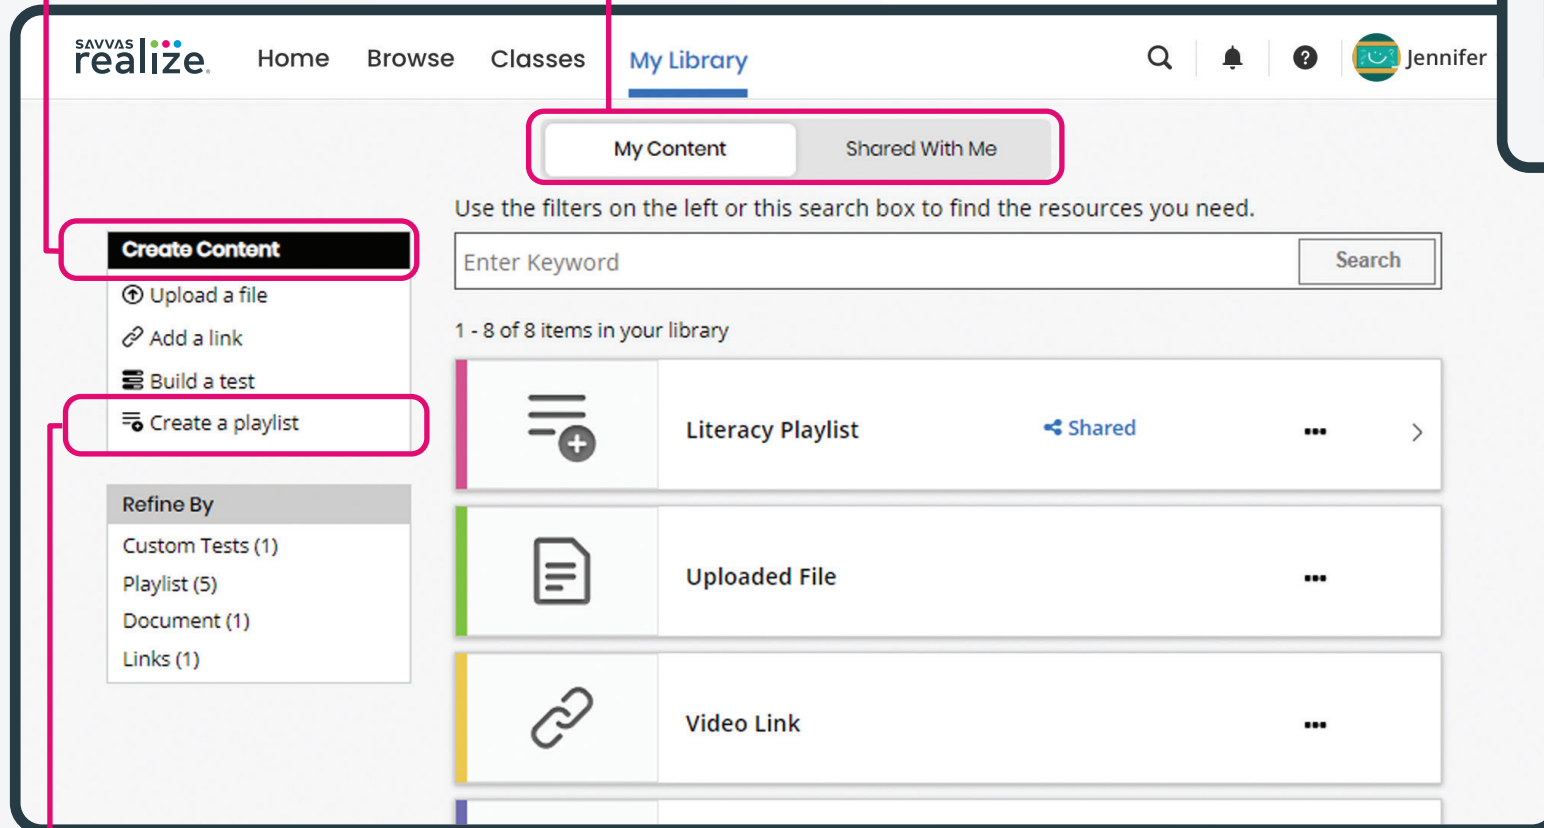 SAVVAS
realize.
Home Browse Classes My Library
Jennifer
My Content Shared With Me
Use the filters on the left or this search box to find the resources you need.
Create Content
Enter Keyword Search
Upload a file
Add a link
Build a test
Create a playlist
1 - 8 of 8 items in your library
Literacy Playlist Shared
Refine By
Custom Tests (1)
Playlist (5)
Document (1)
Links (1)
Uploaded File
Video Link